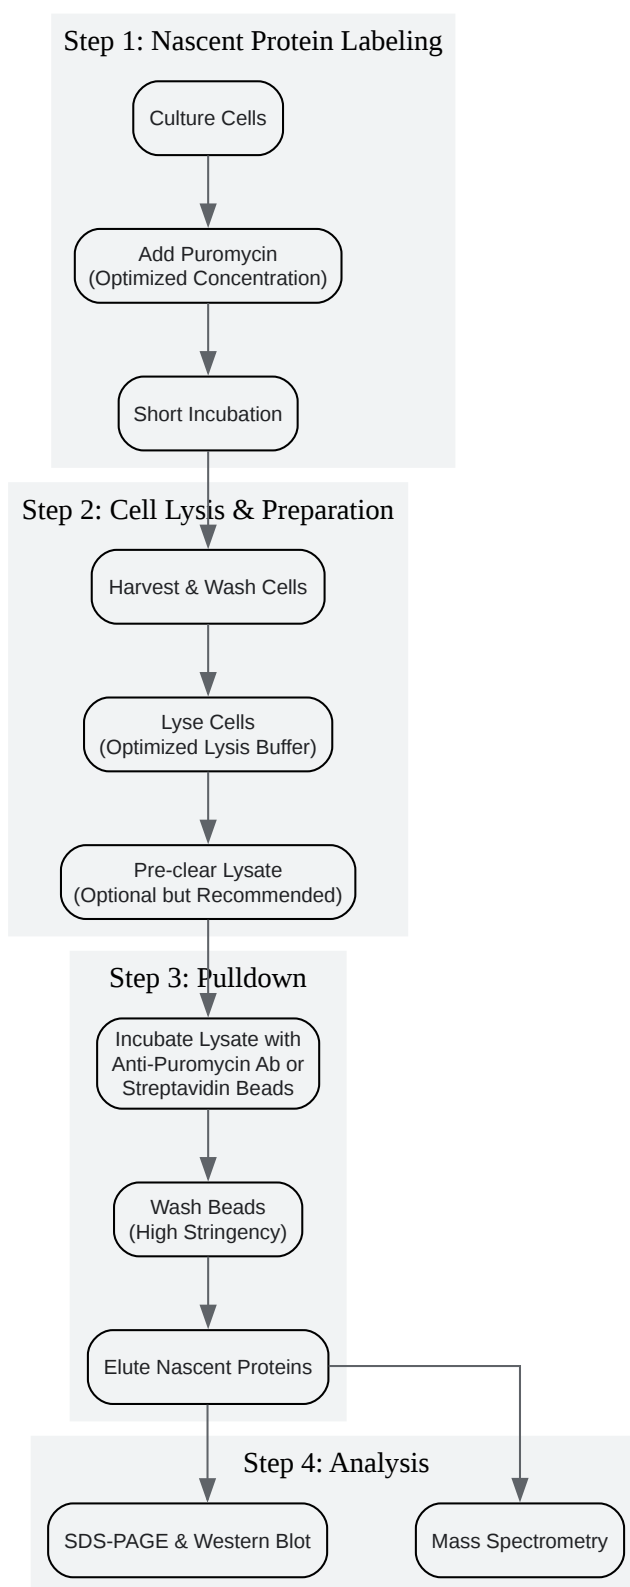 Step 1: Nascent Protein Labeling
Culture Cells
Add Puromycin
(Optimized Concentration)
Short Incubation
Step 2: Cell Lysis & Preparation
Harvest & Wash Cells
Lyse Cells
(Optimized Lysis Buffer)
Pre-clear Lysate
(Optional but Recommended)
Step 3: Pulldown
Incubate Lysate with
Anti-Puromycin Ab or
Streptavidin Beads
Wash Beads
(High Stringency)
Elute Nascent Proteins
Step 4: Analysis
SDS-PAGE & Western Blot
Mass Spectrometry